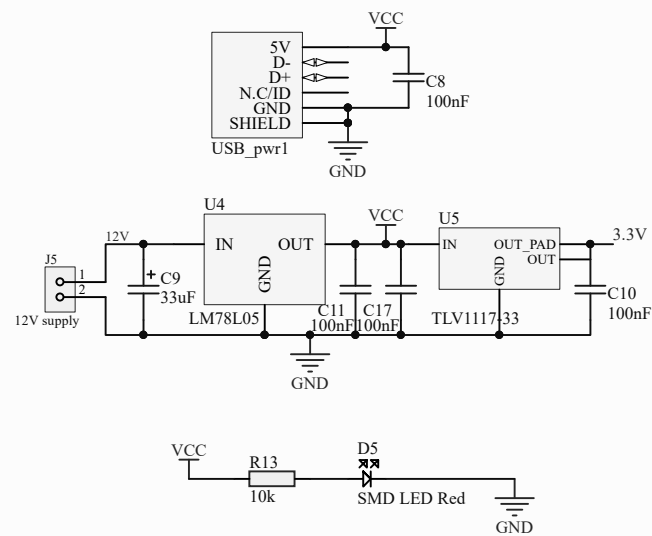 VCC
5V
D-
D+
N.C/ID
GND
SHIELD
C8
100nF
USB_pwr1
GND
U4
VCC
U5
12V
IN
OUT
GND
IN
OUT_PAD
OUT
GND
3.3V
J5
1
2
12V supply
C9
33uF
+
LM78L05
C11
100nF
C17
100nF
TLV1117-33
C10
100nF
GND
VCC
R13
10k
D5
SMD LED Red
GND